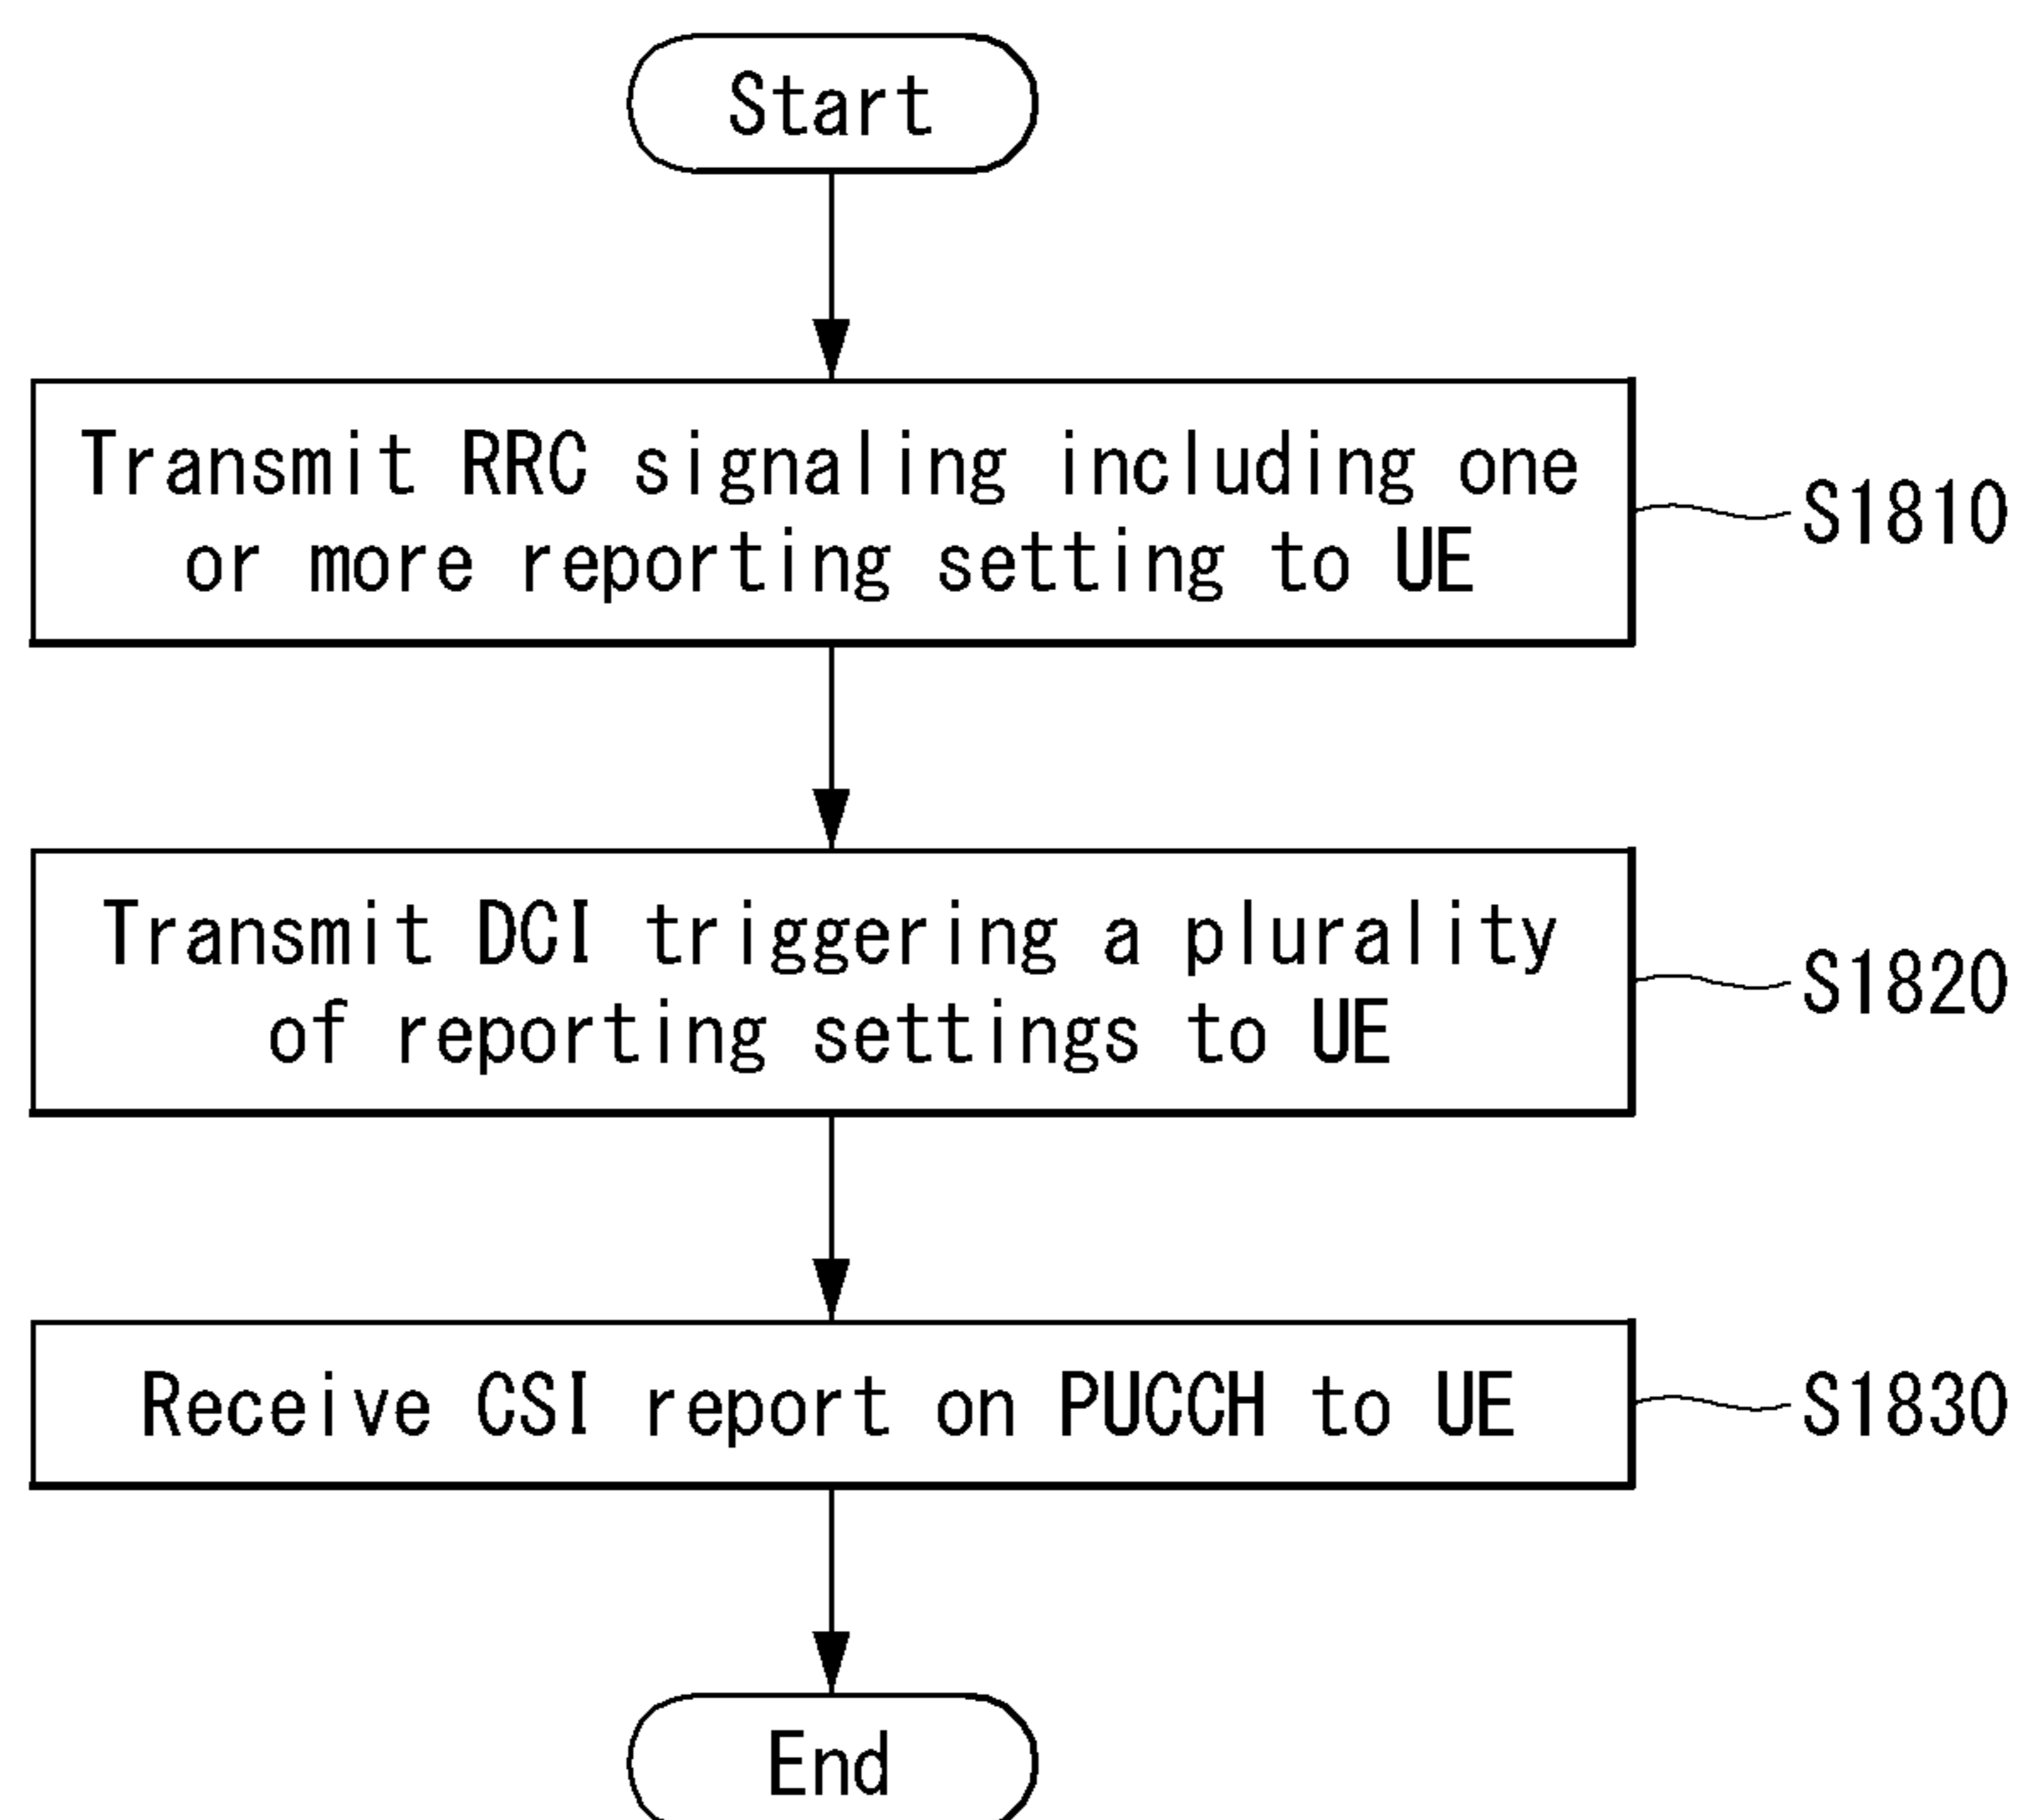 Start
Transmit RRC signaling including one
or more reporting setting to UE
S1810
Transmit DCI triggering a plurality
of reporting settings to UE
S1820
Receive CSI report on PUCCH to UE
S1830
End